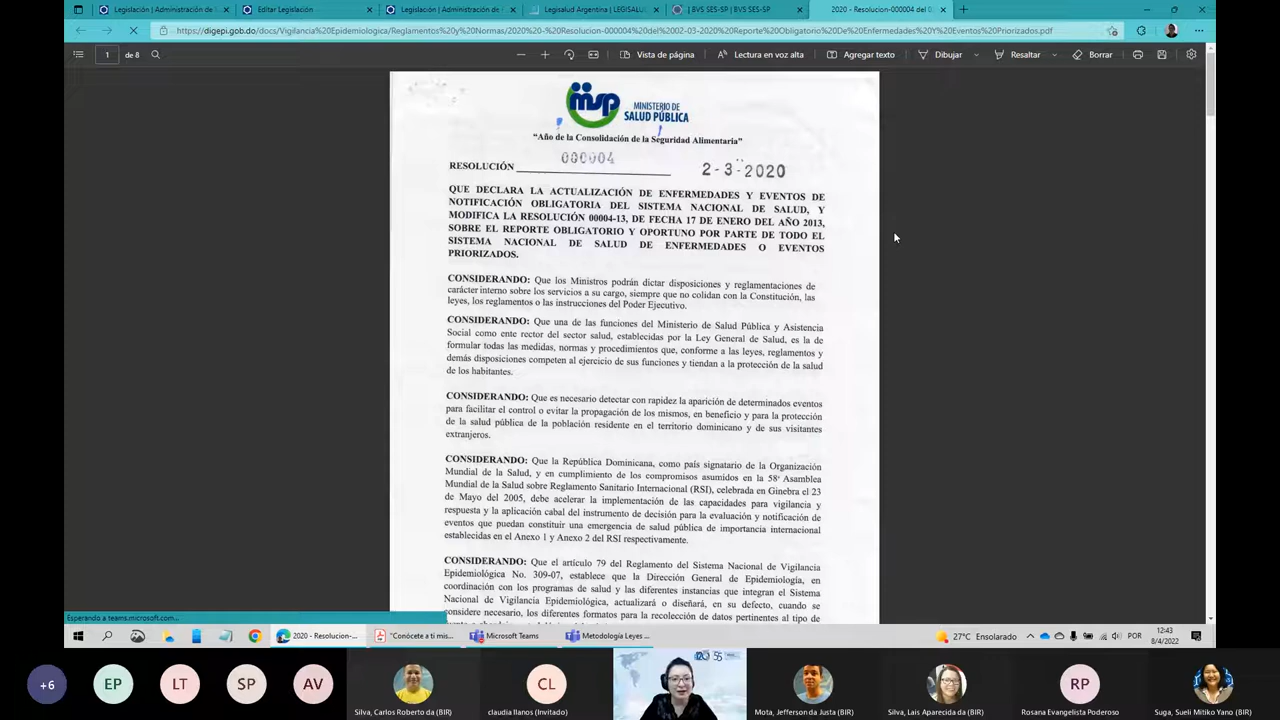 Legislación | Administración de
Editar Legislación
Legislación | Administración de
Legisalud Argentina | LEGISALU
| BVS SES-SP | | BVS SES-SP
2020 - Resolucion-000004 del 0
https://digepi.gob.do/docs/Vigilancia%20Epidemiologica/Reglamentos%20y%20Normas/2020%20-%20Resolucion-000004%20del%2002-03-2020%20Reporte%20Obligatorio%20De%20Enfermedades%20Y%20Eventos%20Priorizados.pdf
1 de 8
Vista de página
Lectura en voz alta
Agregar texto
Dibujar
Resaltar
Borrar
msp MINISTERIO DE
SALUD PÚBLICA
“Año de la Consolidación de la Seguridad Alimentaria”
RESOLUCIÓN 000004 2-3-2020
QUE DECLARA LA ACTUALIZACIÓN DE ENFERMEDADES Y EVENTOS DE
NOTIFICACIÓN OBLIGATORIA DEL SISTEMA NACIONAL DE SALUD, Y
MODIFICA LA RESOLUCIÓN 00004-13, DE FECHA 17 DE ENERO DEL AÑO 2013,
SOBRE EL REPORTE OBLIGATORIO Y OPORTUNO POR PARTE DE TODO EL
SISTEMA NACIONAL DE SALUD DE ENFERMEDADES O EVENTOS
PRIORIZADOS.
CONSIDERANDO: Que los Ministros podrán dictar disposiciones y reglamentaciones de
carácter interno sobre los servicios a su cargo, siempre que no colidan con la Constitución, las
leyes, los reglamentos o las instrucciones del Poder Ejecutivo.
CONSIDERANDO: Que una de las funciones del Ministerio de Salud Pública y Asistencia
Social como ente rector del sector salud, establecidas por la Ley General de Salud, es la de
formular todas las medidas, normas y procedimientos que, conforme a las leyes, reglamentos y
demás disposiciones competen al ejercicio de sus funciones y tiendan a la protección de la salud
de los habitantes.
CONSIDERANDO: Que es necesario detectar con rapidez la aparición de determinados eventos
para facilitar el control o evitar la propagación de los mismos, en beneficio y para la protección
de la salud pública de la población residente en el territorio dominicano y de sus visitantes
extranjeros.
CONSIDERANDO: Que la República Dominicana, como país signatario de la Organización
Mundial de la Salud, y en cumplimiento de los compromisos asumidos en la 58ª Asamblea
Mundial de la Salud sobre Reglamento Sanitario Internacional (RSI), celebrada en Ginebra el 23
de Mayo del 2005, debe acelerar la implementación de las capacidades para vigilancia y
respuesta y la aplicación cabal del instrumento de decisión para la evaluación y notificación de
eventos que puedan constituir una emergencia de salud pública de importancia internacional
establecidas en el Anexo 1 y Anexo 2 del RSI respectivamente.
CONSIDERANDO: Que el artículo 79 del Reglamento del Sistema Nacional de Vigilancia
Epidemiológica No. 309-07, establece que la Dirección General de Epidemiología, en
coordinación con los programas de salud y las diferentes instancias que integran el Sistema
Nacional de Vigilancia Epidemiológica, actualizará o diseñará, en su defecto, cuando se
considere necesario, los diferentes formatos para la recolección de datos pertinentes al tipo de
Esperando a teams.microsoft.com...
2020 - Resolucion-...
"Conócete a ti mis...
Microsoft Teams
Metodología Leyes ...
27°C Ensolarado
POR
12:43
8/4/2022
+6
EP
LT
SP
AV
CL
RP
Silva, Carlos Roberto da (BIR)
claudia llanos (Invitado)
Mota, Jefferson da Justa (BIR)
Silva, Lais Aparecida da (BIR)
Rosana Evangelista Poderoso
Suga, Sueli Mitiko Yano (BIR)